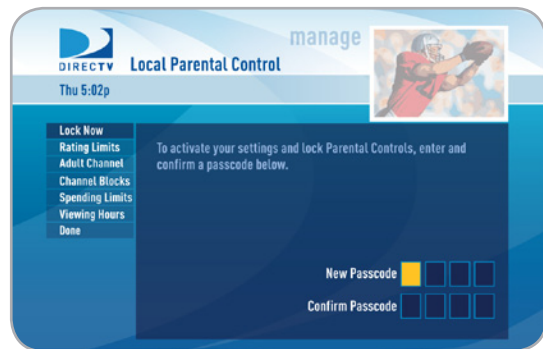 manage
DIRECTV
Local Parental Control
Thu 5:02p
Lock Now
Rating Limits
Adult Channel
Channel Blocks
Spending Limits
Viewing Hours
Done
To activate your settings and lock Parental Controls, enter and
confirm a passcode below.
New Passcode
Confirm Passcode